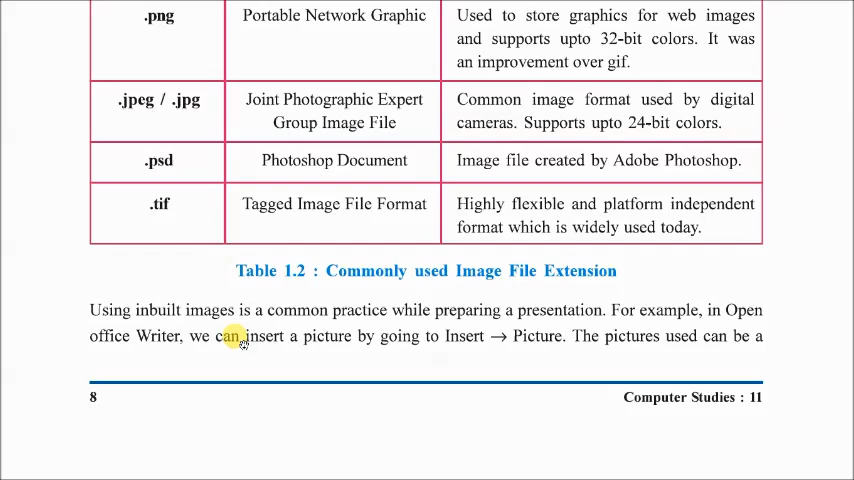 .png Portable Network Graphic Used to store graphics for web images
and supports upto 32-bit colors. It was
an improvement over gif.
.jpeg / .jpg Joint Photographic Expert Common image format used by digital
Group Image File cameras. Supports upto 24-bit colors.
.psd Photoshop Document Image file created by Adobe Photoshop.
.tif Tagged Image File Format Highly flexible and platform independent
format which is widely used today.
Table 1.2 : Commonly used Image File Extension
Using inbuilt images is a common practice while preparing a presentation. For example, in Open
office Writer, we can insert a picture by going to Insert → Picture. The pictures used can be a
8 Computer Studies : 11